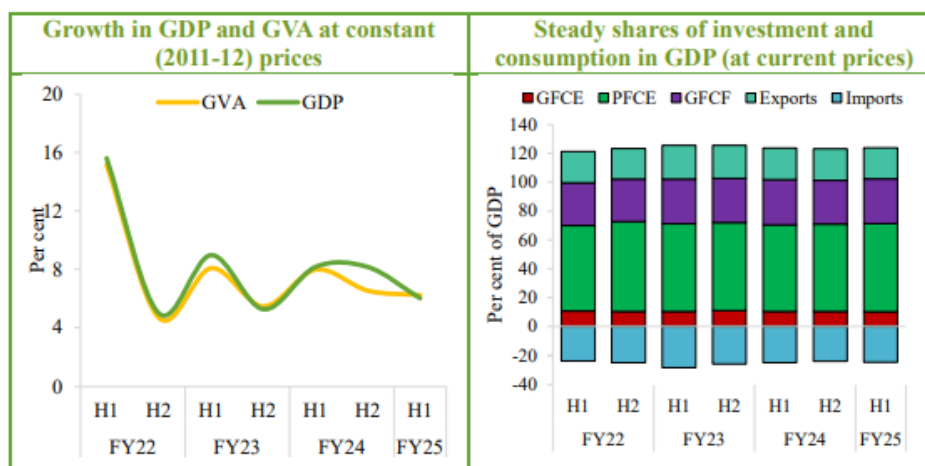 Growth in GDP and GVA at constant
(2011-12) prices
20
GVA GDP
16
12
8
4
0
Per cent
H1 H2 H1 H2 H1 H2 H1
FY22 FY23 FY24 FY25
Steady shares of investment and
consumption in GDP (at current prices)
GFCE PFCE GFCF Exports Imports
140
120
100
80
60
40
20
0
-20
-40
Per cent of GDP
H1 H2 H1 H2 H1 H2 H1
FY22 FY23 FY24 FY25